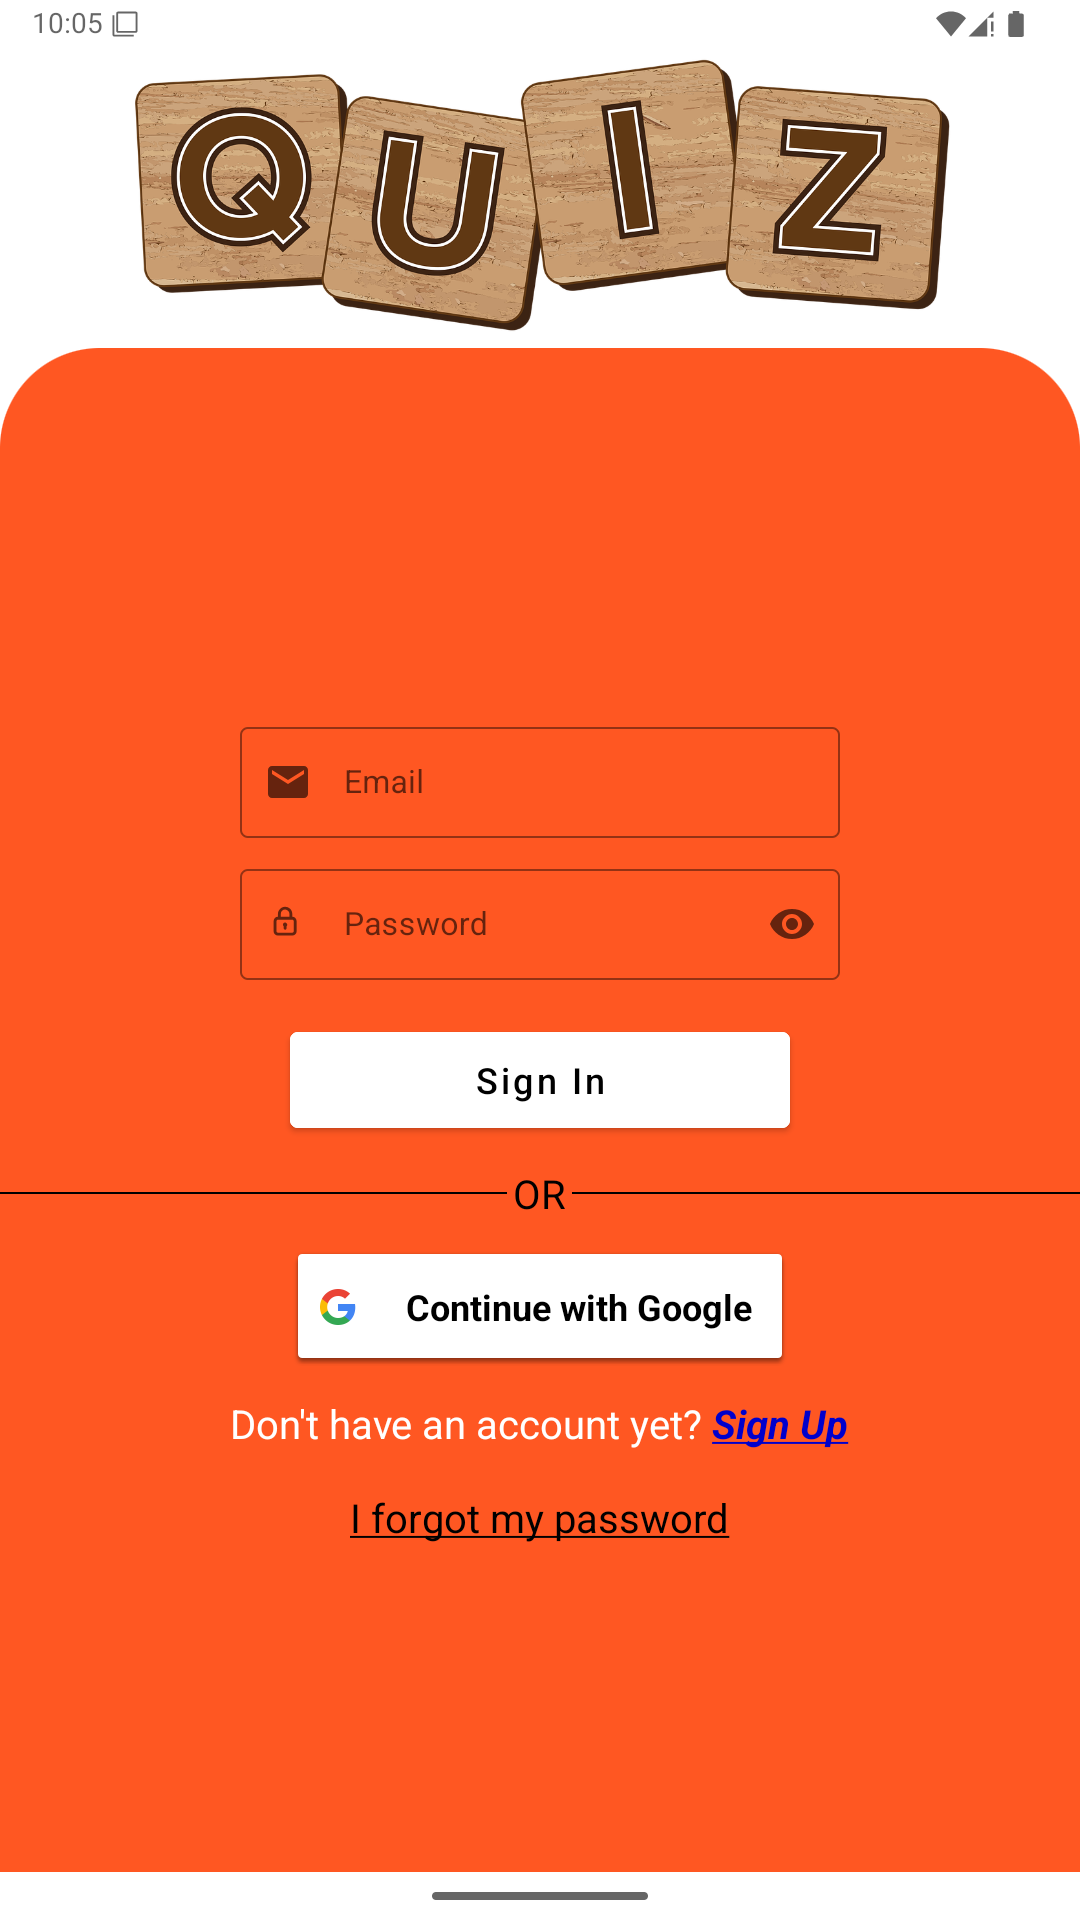 10:05
QUIZ
Email
Password
Sign In
OR
Continue with Google
Don't have an account yet? Sign Up
I forgot my password